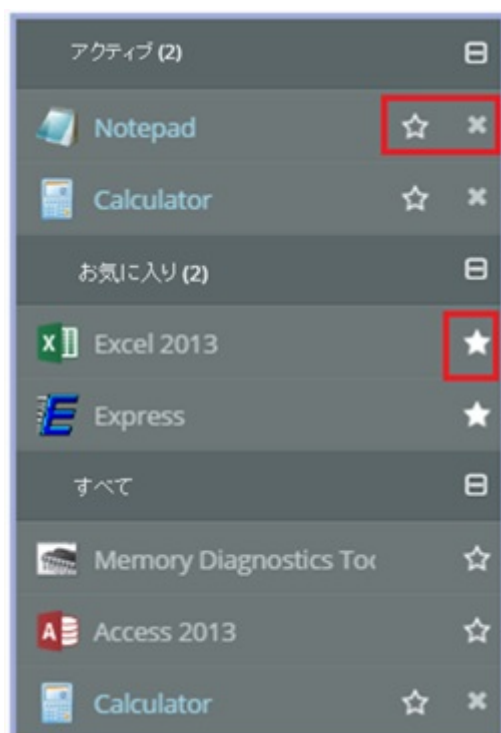 アクティブ (2)
Notepad
Calculator
お気に入り (2)
Excel 2013
Express
すべて
Memory Diagnostics Too
Access 2013
Calculator